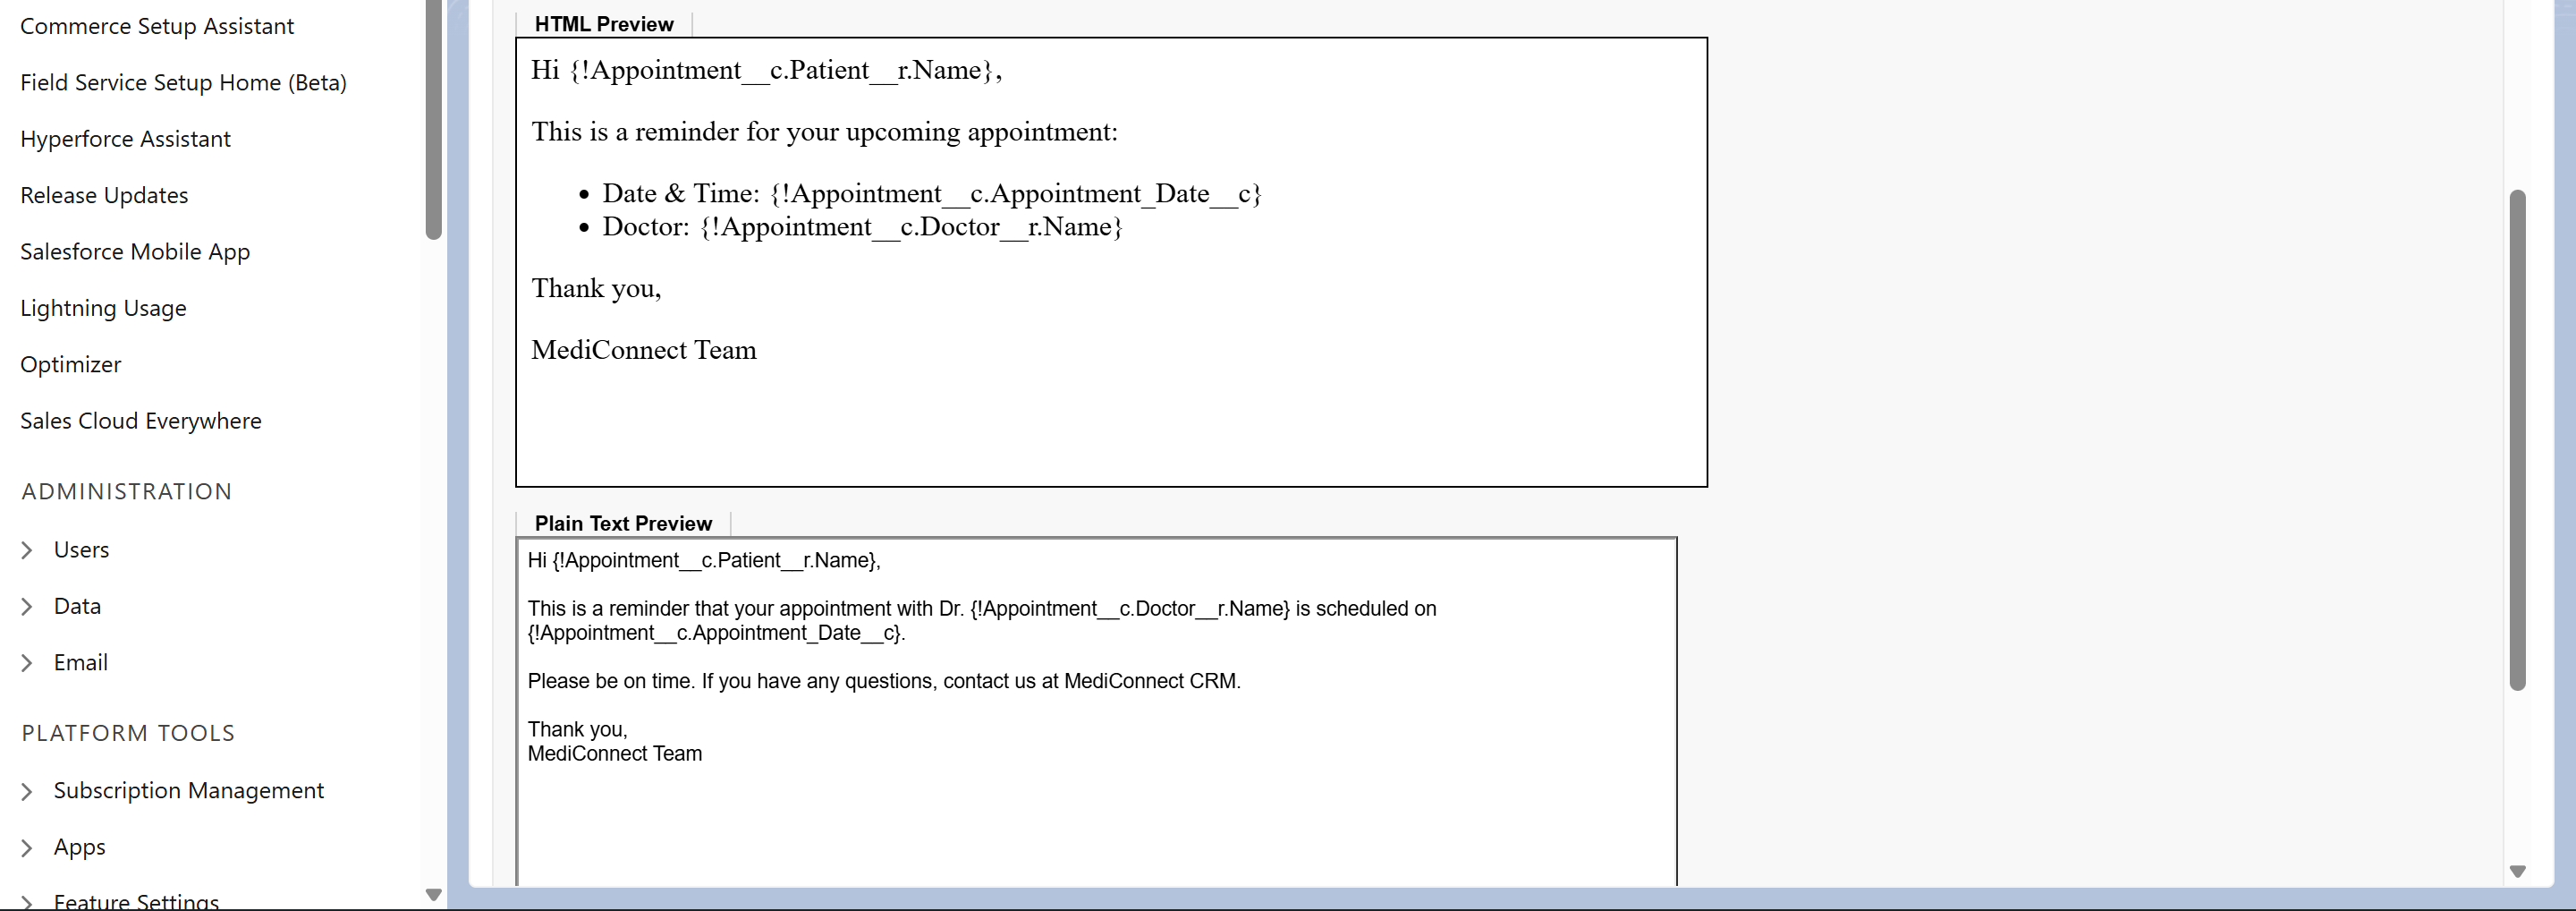 Commerce Setup Assistant
Field Service Setup Home (Beta)
Hyperforce Assistant
Release Updates
Salesforce Mobile App
Lightning Usage
Optimizer
Sales Cloud Everywhere
ADMINISTRATION
Users
Data
Email
PLATFORM TOOLS
Subscription Management
Apps
Feature Settings
HTML Preview
Hi {!Appointment__c.Patient__r.Name},
This is a reminder for your upcoming appointment:
• Date & Time: {!Appointment__c.Appointment_Date__c}
• Doctor: {!Appointment__c.Doctor__r.Name}
Thank you,
MediConnect Team
Plain Text Preview
Hi {!Appointment__c.Patient__r.Name},
This is a reminder that your appointment with Dr. {!Appointment__c.Doctor__r.Name} is scheduled on
{!Appointment__c.Appointment_Date__c}.
Please be on time. If you have any questions, contact us at MediConnect CRM.
Thank you,
MediConnect Team